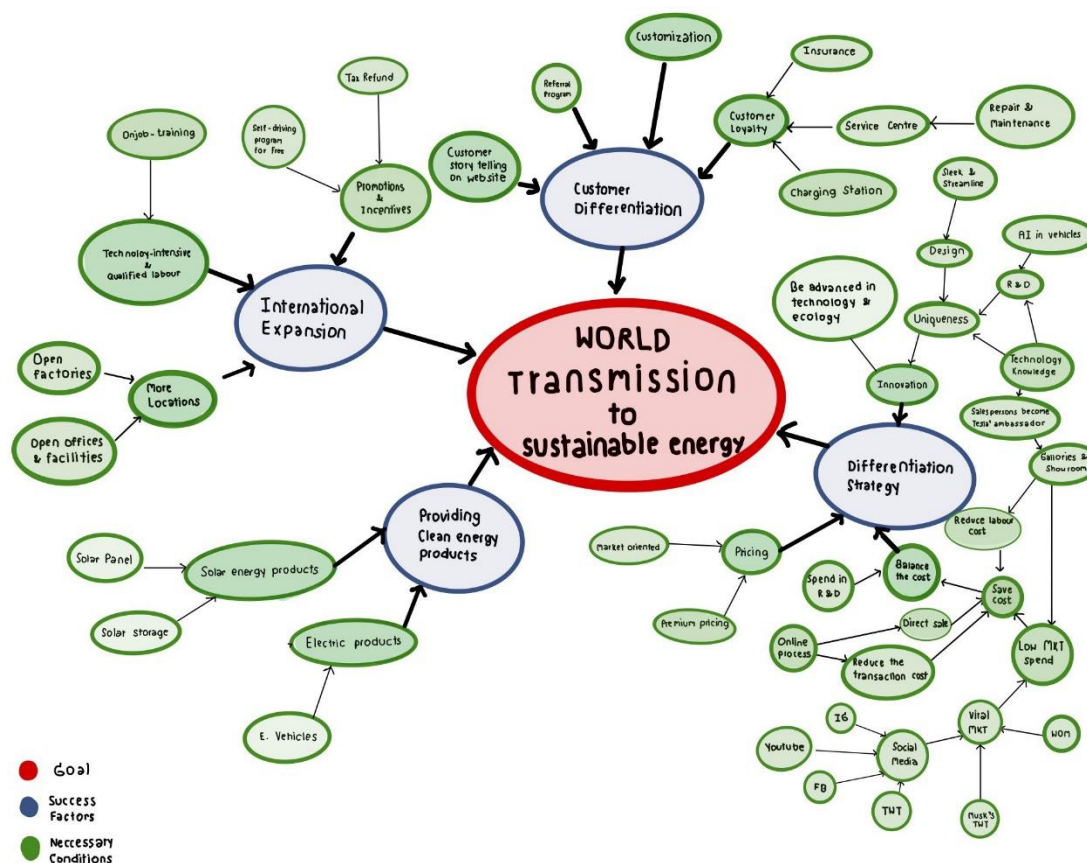 Customization
Insurance
Tax Refund
Referral
Program
Repair &
Maintenance
Customer
Loyalty
Service Centre
Onjob-training
Self-driving
program
for Free
Customer
story telling
on website
Customer
Differentiation
Charging Station
Sleek &
Streamline
Promotions
&
Incentives
AI in vehicles
Design
Technoloy-intensive
&
Qualified labour
R&D
Be advanced in
technology &
ecology
International
Expansion
Uniqueness
WORLD
Transmission
to
sustainable energy
Technology
Knowledge
Open
factories
More
Locations
Innovation
Salespersons become
Tesla' ambassador
Open offices
& facilities
Galleries &
Showroom
Differentiation
Strategy
Providing
Clean energy
products
Reduce labour
cost
Market oriented
Pricing
Solar Panel
Solar energy products
Balance
the cost
Spend in
R&D
Save
cost
Solar storage
Premium pricing
Direct sale
Electric products
Online
process
Reduce the
transaction cost
Low MKT
spend
IG
Viral
MKT
WOM
E. Vehicles
Youtube
Social
Media
FB
TWT
Musk's
TWT
Goal
Success
Factors
Neccessary
Conditions